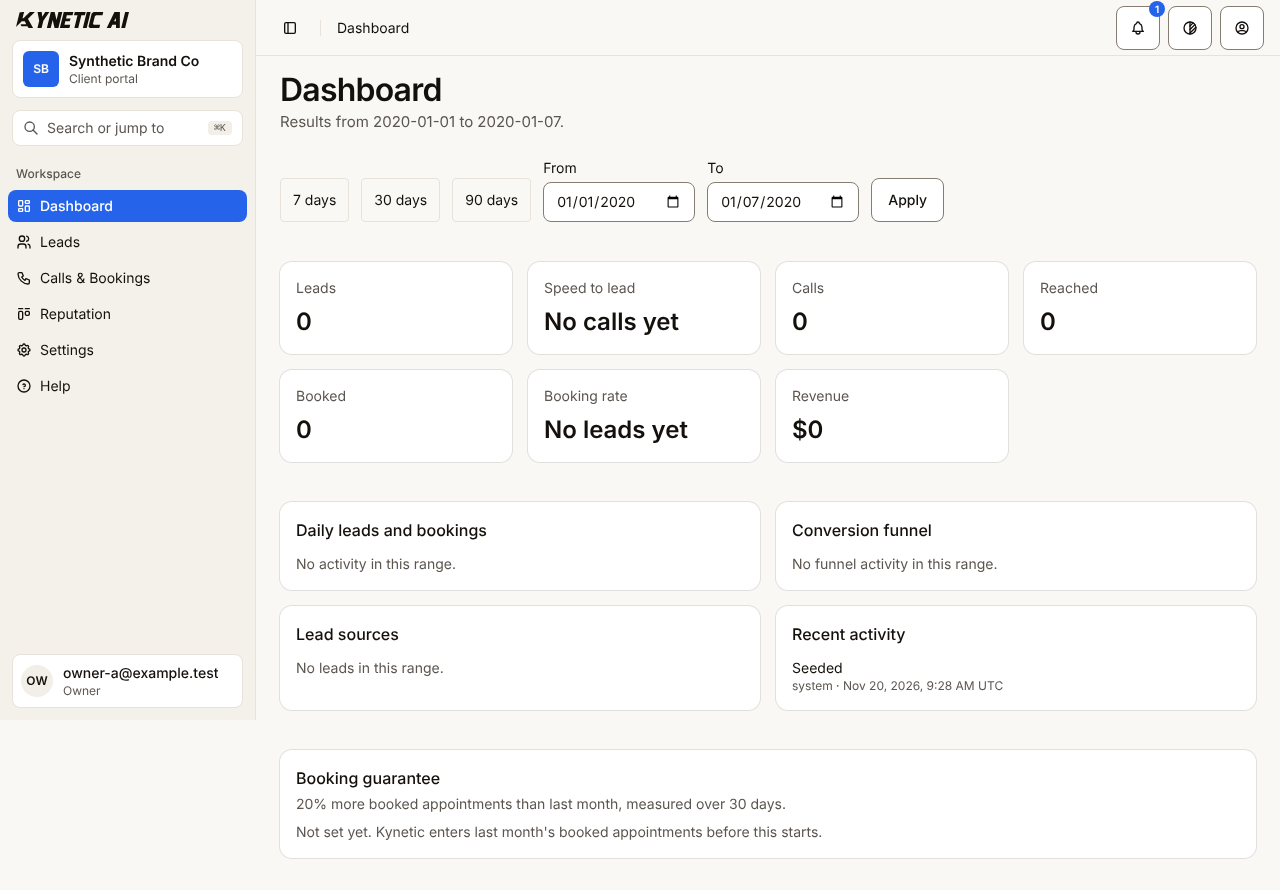 KYNETIC AI
SB
Synthetic Brand Co
Client portal
Search or jump to
⌘K
Workspace
Dashboard
Leads
Calls & Bookings
Reputation
Settings
Help
OW
owner-a@example.test
Owner
Dashboard
1
Dashboard
Results from 2020-01-01 to 2020-01-07.
From
To
7 days
30 days
90 days
01/01/2020
01/07/2020
Apply
Leads
0
Speed to lead
No calls yet
Calls
0
Reached
0
Booked
0
Booking rate
No leads yet
Revenue
$0
Daily leads and bookings
No activity in this range.
Conversion funnel
No funnel activity in this range.
Lead sources
No leads in this range.
Recent activity
Seeded
system · Nov 20, 2026, 9:28 AM UTC
Booking guarantee
20% more booked appointments than last month, measured over 30 days.
Not set yet. Kynetic enters last month's booked appointments before this starts.